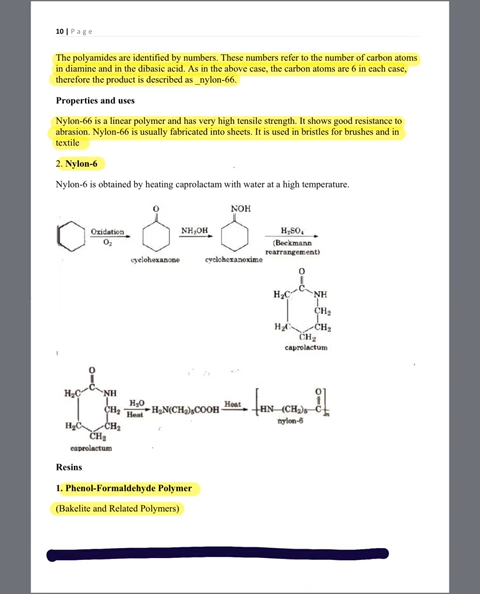 10 | P a g e
The polyamides are identified by numbers. These numbers refer to the number of carbon atoms
in diamine and in the dibasic acid. As in the above case, the carbon atoms are 6 in each case,
therefore the product is described as _nylon-66.
Properties and uses
Nylon-66 is a linear polymer and has very high tensile strength. It shows good resistance to
abrasion. Nylon-66 is usually fabricated into sheets. It is used in bristles for brushes and in
textile
2. Nylon-6
Nylon-6 is obtained by heating caprolactam with water at a high temperature.
O NOH
Oxidation NH₂OH H₂SO₄
O₂ (Beckmann
rearrangement)
cyclohexanone cyclohexanoxime
O
H₂C C NH
CH₂
H₂C CH₂
CH₂
caprolactum
O
H₂C C NH
CH₂ H₂O Heat H₂N(CH₂)₅COOH Heat HN—(CH₂)₅—C O n
H₂C CH₂ nylon-6
CH₂
caprolactum
Resins
1. Phenol-Formaldehyde Polymer
(Bakelite and Related Polymers)